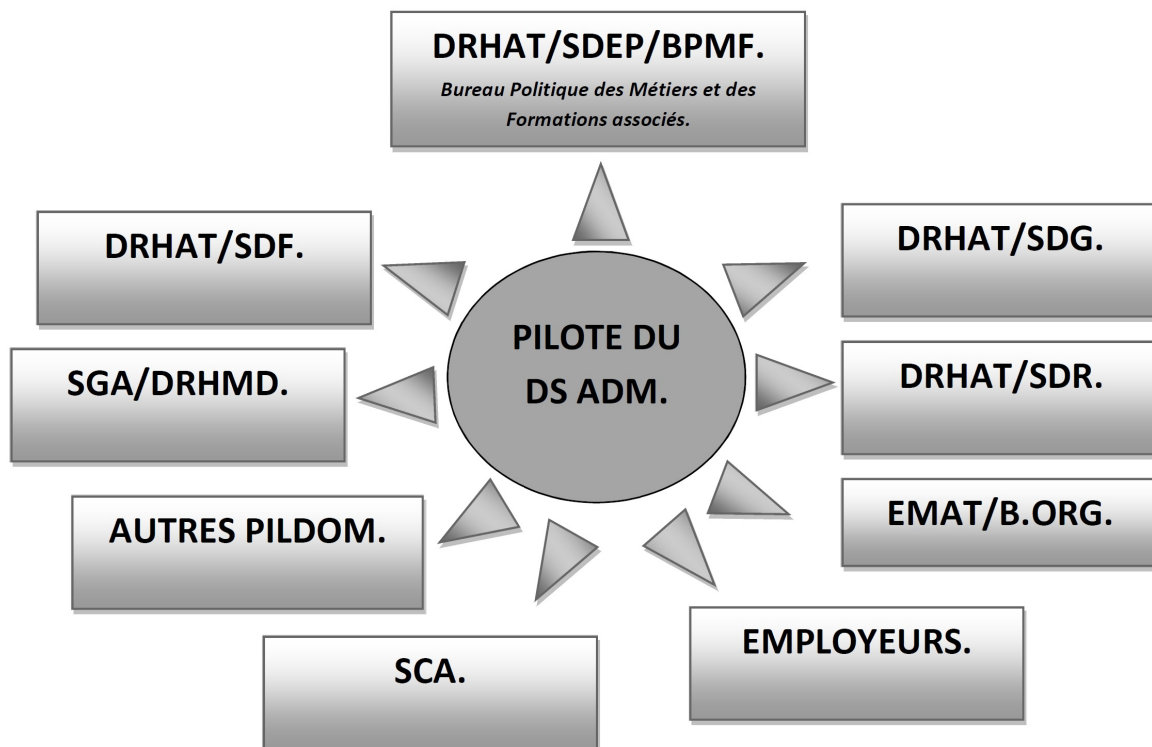 DRHAT/SDEP/BPMF.
Bureau Politique des Métiers et des
Formations associés.
DRHAT/SDF.
DRHAT/SDG.
PILOTE DU
DS ADM.
SGA/DRHMD.
DRHAT/SDR.
AUTRES PILDOM.
EMAT/B.ORG.
SCA.
EMPLOYEURS.